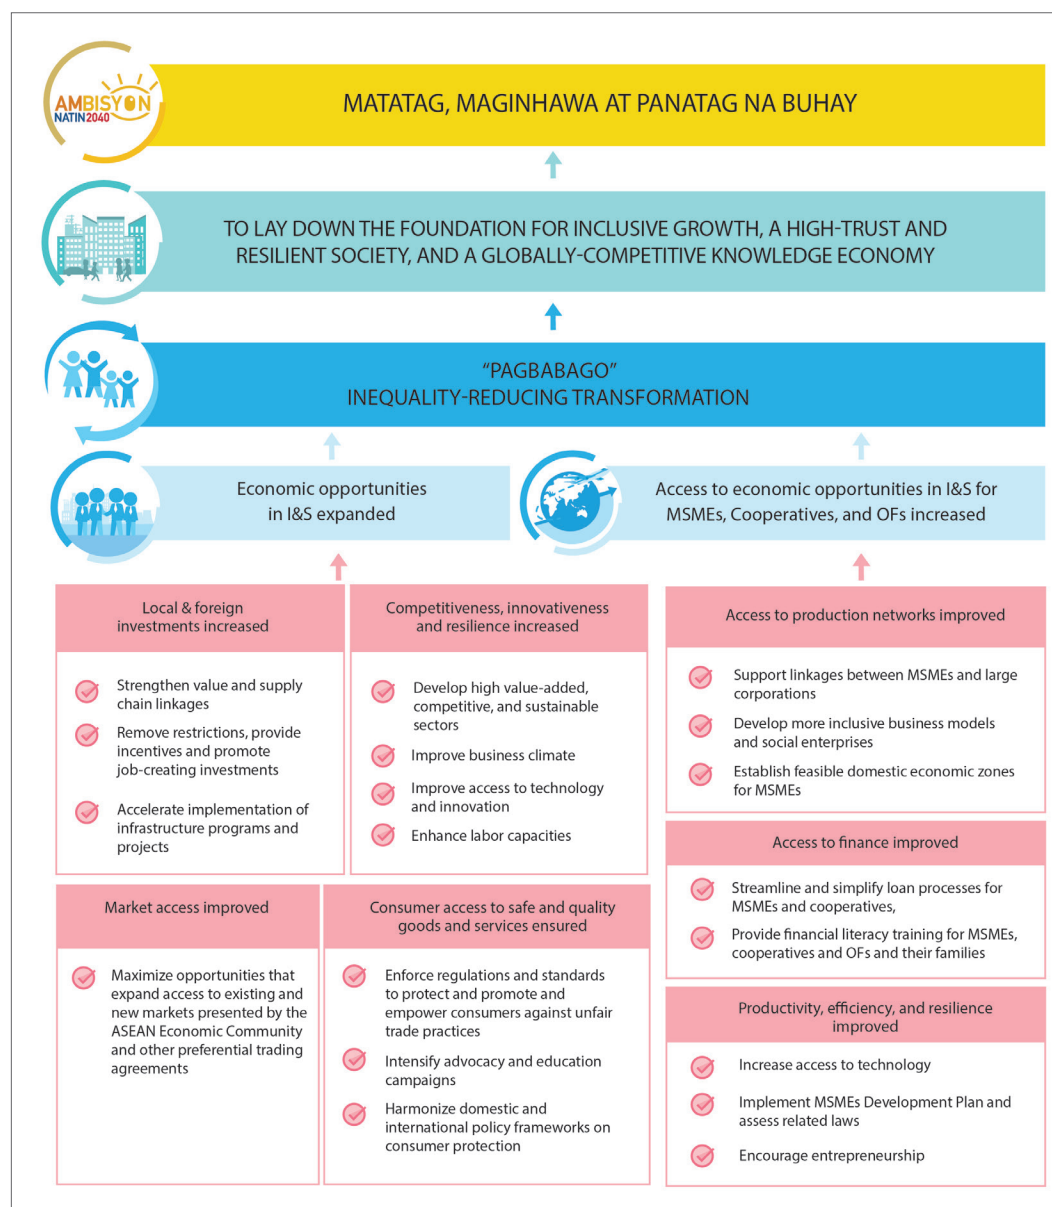 AMBISYON
NATIN 2040
MATATAG, MAGINHAWA AT PANATAG NA BUHAY
TO LAY DOWN THE FOUNDATION FOR INCLUSIVE GROWTH, A HIGH-TRUST AND
RESILIENT SOCIETY, AND A GLOBALLY-COMPETITIVE KNOWLEDGE ECONOMY
“PAGBABAGO”
INEQUALITY-REDUCING TRANSFORMATION
Economic opportunities
in I&S expanded
Access to economic opportunities in I&S for
MSMEs, Cooperatives, and OFs increased
Local & foreign
investments increased
Strengthen value and supply
chain linkages
Remove restrictions, provide
incentives and promote
job-creating investments
Accelerate implementation of
infrastructure programs and
projects
Competitiveness, innovativeness
and resilience increased
Develop high value-added,
competitive, and sustainable
sectors
Improve business climate
Improve access to technology
and innovation
Enhance labor capacities
Market access improved
Maximize opportunities that
expand access to existing and
new markets presented by the
ASEAN Economic Community
and other preferential trading
agreements
Consumer access to safe and quality
goods and services ensured
Enforce regulations and standards
to protect and promote and
empower consumers against unfair
trade practices
Intensify advocacy and education
campaigns
Harmonize domestic and
international policy frameworks on
consumer protection
Access to production networks improved
Support linkages between MSMEs and large
corporations
Develop more inclusive business models
and social enterprises
Establish feasible domestic economic zones
for MSMEs
Access to finance improved
Streamline and simplify loan processes for
MSMEs and cooperatives,
Provide financial literacy training for MSMEs,
cooperatives and OFs and their families
Productivity, efficiency, and resilience
improved
Increase access to technology
Implement MSMEs Development Plan and
assess related laws
Encourage entrepreneurship